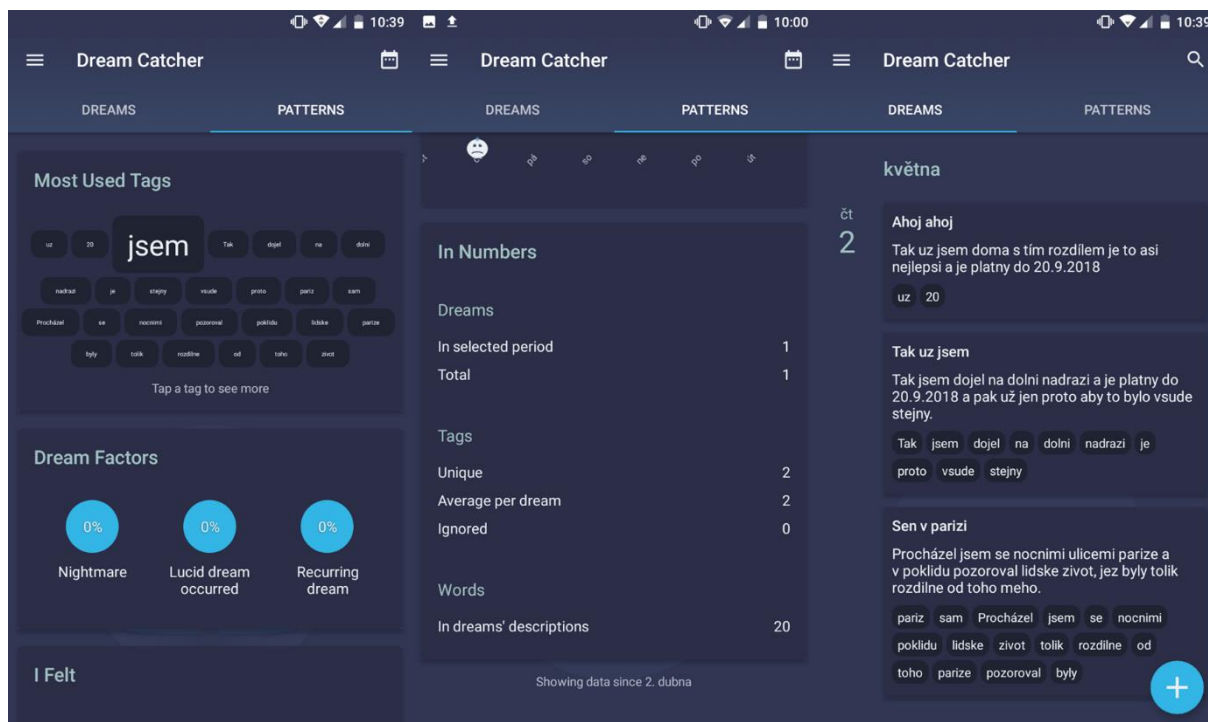 10:39
Dream Catcher
DREAMS PATTERNS
Most Used Tags
uz 20 jsem Tak dojel na dolni
nadrazi je stejny vsude proto pariz sam
Procházel se nocnimi pozoroval poklidu lidske parize
byly tolik rozdilne od toho zivot
Tap a tag to see more
Dream Factors
0% 0% 0%
Nightmare Lucid dream Recurring
occurred dream
I Felt
10:00
Dream Catcher
DREAMS PATTERNS
pá so ne po út
In Numbers
Dreams
In selected period 1
Total 1
Tags
Unique 2
Average per dream 2
Ignored 0
Words
In dreams' descriptions 20
Showing data since 2. dubna
10:39
Dream Catcher
DREAMS PATTERNS
května
čt
2
Ahoj ahoj
Tak uz jsem doma s tím rozdílem je to asi
nejlepsi a je platny do 20.9.2018
uz 20
Tak uz jsem
Tak jsem dojel na dolni nadrazi a je platny do
20.9.2018 a pak už jen proto aby to bylo vsude
stejny.
Tak jsem dojel na dolni nadrazi je
proto vsude stejny
Sen v parizi
Procházel jsem se nocnimi ulicemi parize a
v poklidu pozoroval lidske zivot, jez byly tolik
rozdilne od toho meho.
pariz sam Procházel jsem se nocnimi
poklidu lidske zivot tolik rozdilne od
toho parize pozoroval byly